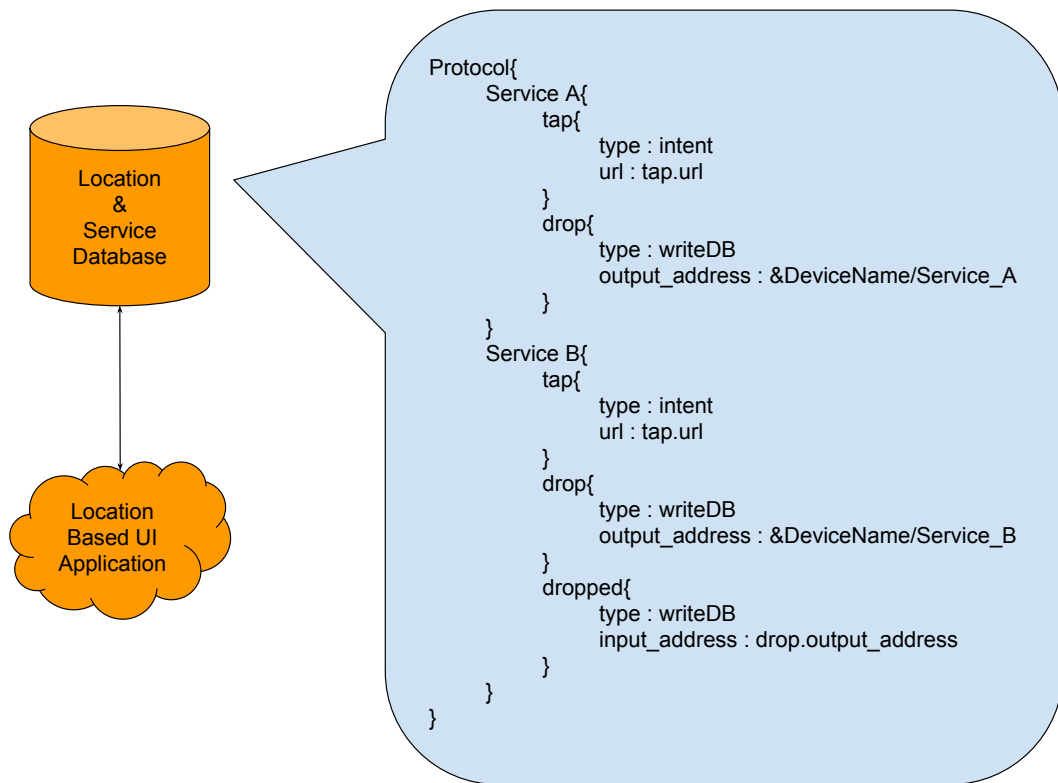 Location
&
Service
Database
Location
Based UI
Application
Protocol{
Service A{
tap{
type : intent
url : tap.url
}
drop{
type : writeDB
output_address : &DeviceName/Service_A
}
}
Service B{
tap{
type : intent
url : tap.url
}
drop{
type : writeDB
output_address : &DeviceName/Service_B
}
dropped{
type : writeDB
input_address : drop.output_address
}
}
}